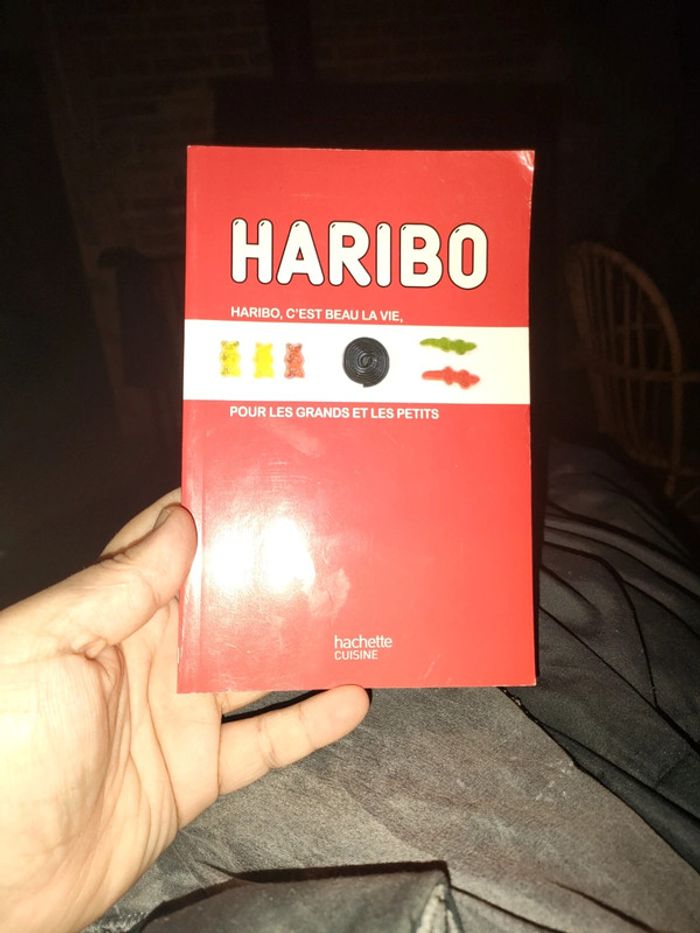 HARIBO
HARIBO, C'EST BEAU LA VIE,
POUR LES GRANDS ET LES PETITS
hachette
CUISINE